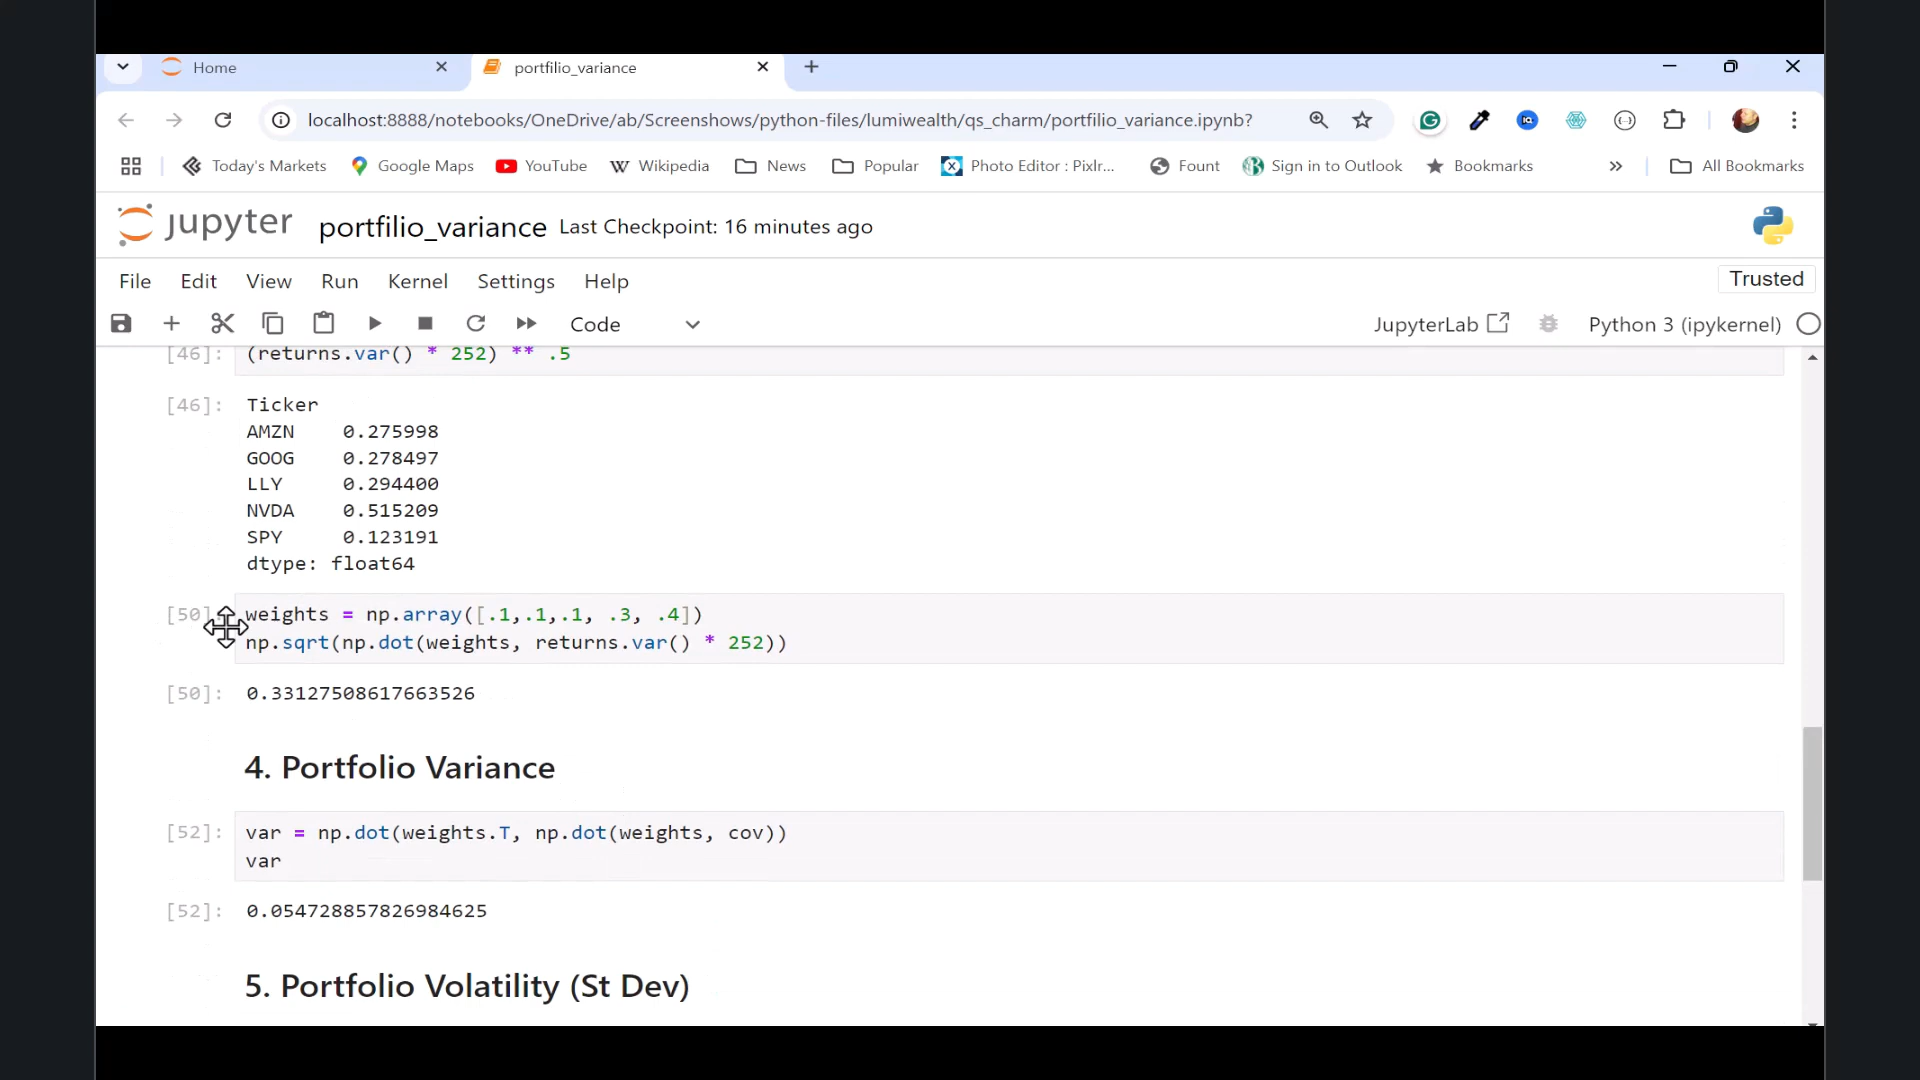 Home
portfilio_variance
localhost:8888/notebooks/OneDrive/ab/Screenshows/python-files/lumiwealth/qs_charm/portfilio_variance.ipynb?
Today's Markets
Google Maps
YouTube
Wikipedia
News
Popular
Photo Editor : Pixlr...
Fount
Sign in to Outlook
Bookmarks
»
All Bookmarks
jupyter
portfilio_variance Last Checkpoint: 16 minutes ago
File Edit View Run Kernel Settings Help
Trusted
Code
JupyterLab
Python 3 (ipykernel)
[46]: (returns.var() * 252) ** .5
[46]: Ticker
AMZN 0.275998
GOOG 0.278497
LLY 0.294400
NVDA 0.515209
SPY 0.123191
dtype: float64
[50]: weights = np.array([.1,.1,.1, .3, .4])
np.sqrt(np.dot(weights, returns.var() * 252))
[50]: 0.33127508617663526
4. Portfolio Variance
[52]: var = np.dot(weights.T, np.dot(weights, cov))
var
[52]: 0.054728857826984625
5. Portfolio Volatility (St Dev)